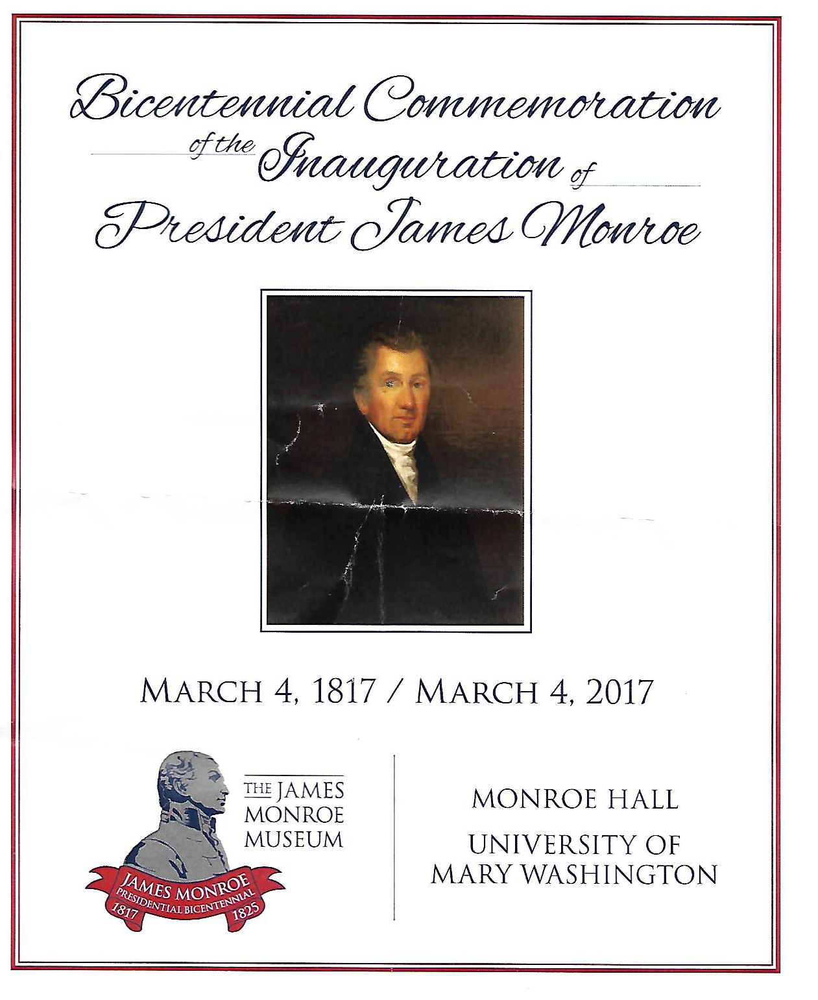 Bicentennial Commemoration
of the Inauguration of
President James Monroe
MARCH 4, 1817 / MARCH 4, 2017
THE JAMES
MONROE
MUSEUM
JAMES MONROE
PRESIDENTIAL BICENTENNIAL
1817 1825
MONROE HALL
UNIVERSITY OF
MARY WASHINGTON